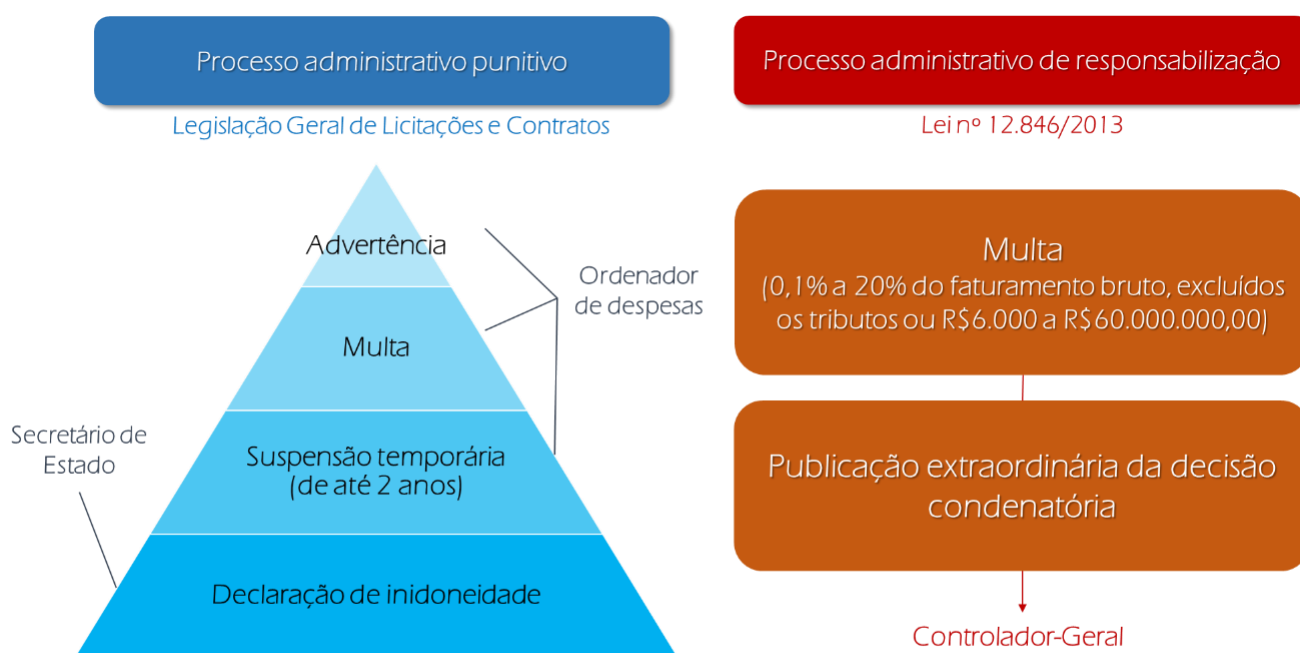 Processo administrativo punitivo
Legislação Geral de Licitações e Contratos
Advertência
Ordenador
de despesas
Multa
Secretário de
Estado
Suspensão temporária
(de até 2 anos)
Declaração de inidoneidade
Processo administrativo de responsabilização
Lei nº 12.846/2013
Multa
(0,1% a 20% do faturamento bruto, excluídos
os tributos ou R$6.000 a R$60.000.000,00)
Publicação extraordinária da decisão
condenatória
Controlador-Geral